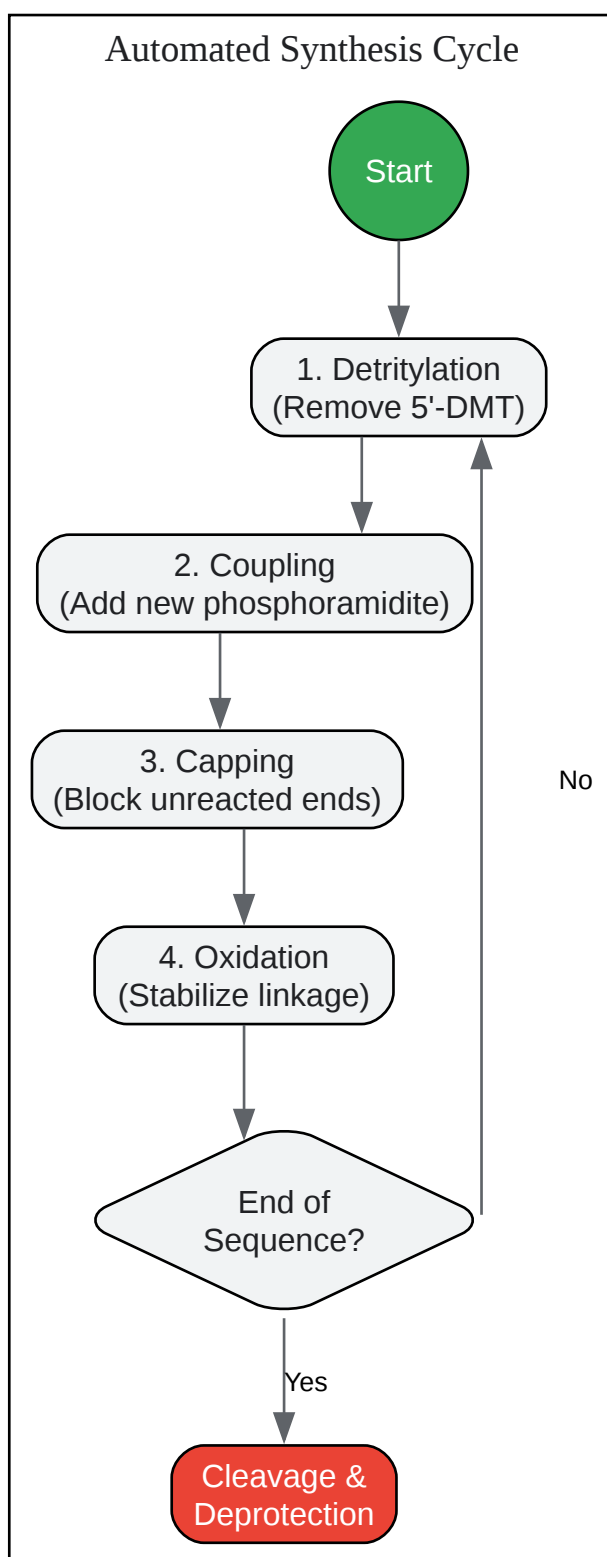 Automated Synthesis Cycle
Start
1. Detritylation
(Remove 5'-DMT)
2. Coupling
(Add new phosphoramidite)
3. Capping
(Block unreacted ends)
No
4. Oxidation
(Stabilize linkage)
End of
Sequence?
Yes
Cleavage &
Deprotection